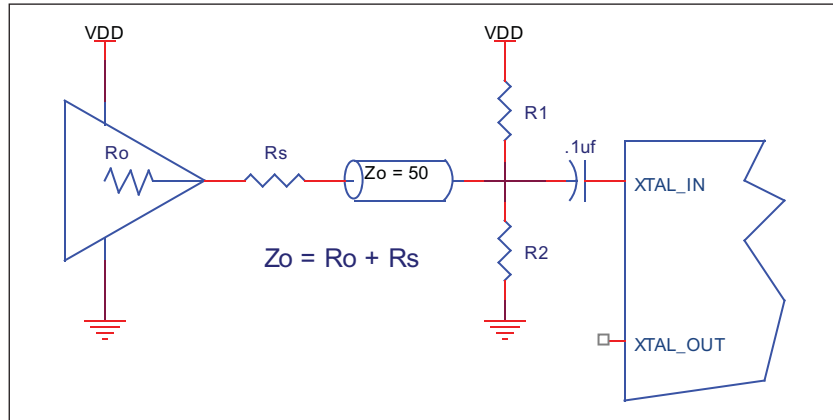 VDD
VDD
R1
Ro
Rs
Zo = 50
.1uf
XTAL_IN
Zo = Ro + Rs
R2
XTAL_OUT